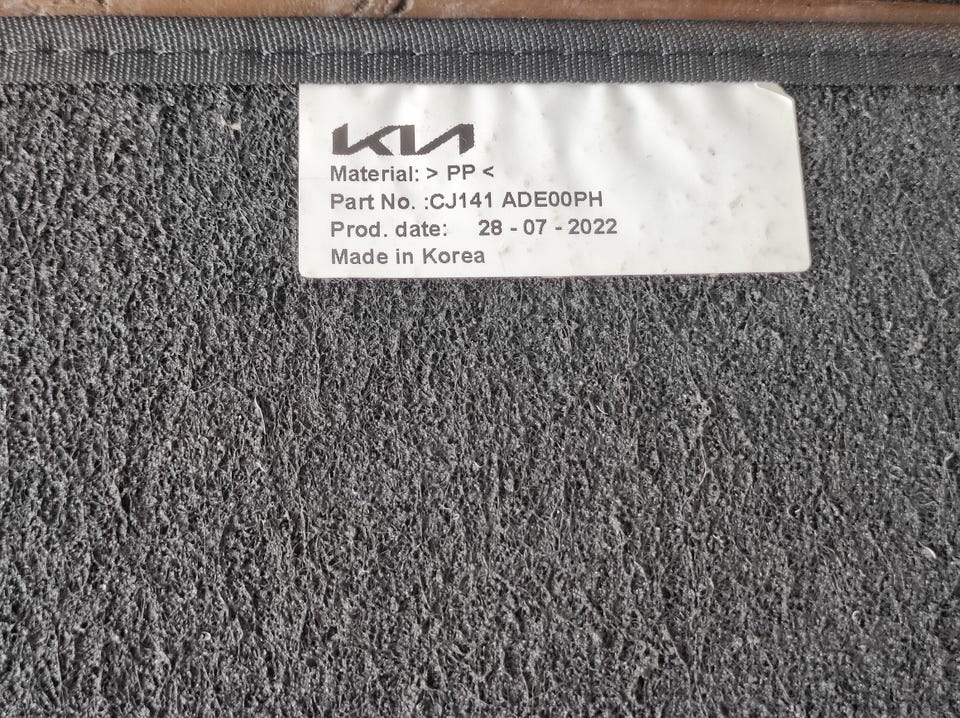 KIA
Material: > PP <
Part No. :CJ141 ADE00PH
Prod. date: 28 - 07 - 2022
Made in Korea